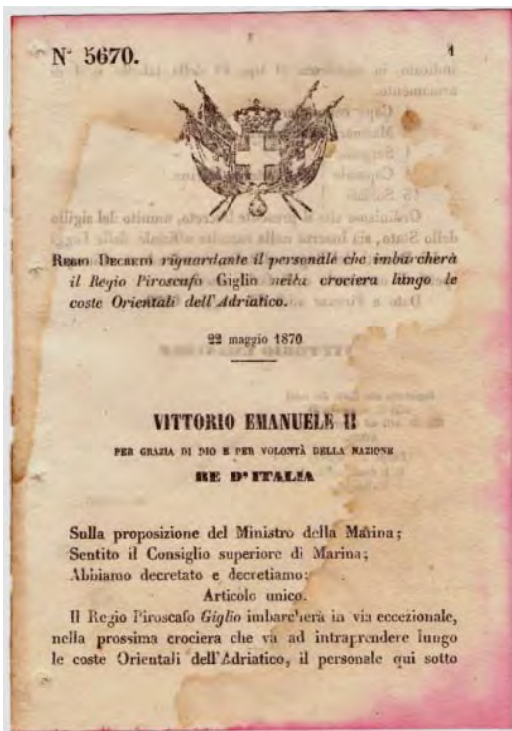 N° 5670.
1
REGIO DECRETO riguardante il personale che imbarcherà
il Regio Piroscafo Giglio nella crociera lungo le
coste Orientali dell'Adriatico.
22 maggio 1870
VITTORIO EMANUELE II
PER GRAZIA DI DIO E PER VOLONTÀ DELLA NAZIONE
RE D'ITALIA
Sulla proposizione del Ministro della Marina;
Sentito il Consiglio superiore di Marina;
Abbiamo decretato e decretiamo:
Articolo unico.
Il Regio Piroscafo Giglio imbarcherà in via eccezionale,
nella prossima crociera che va ad intraprendere lungo
le coste Orientali dell'Adriatico, il personale qui sotto